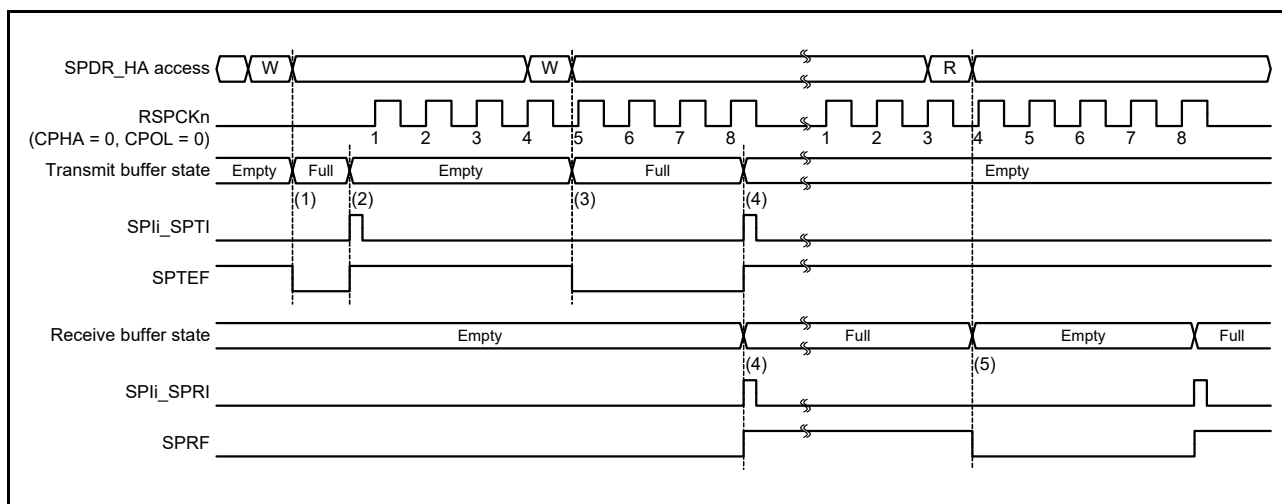 SPDR_HA access W W R
RSPCKn
(CPHA = 0, CPOL = 0)
1 2 3 4 5 6 7 8 1 2 3 4 5 6 7 8
Transmit buffer state Empty Full Empty Full Empty
(1) (2) (3) (4)
SPIi_SPTI
SPTEF
Receive buffer state Empty Full Empty Full
(4) (5)
SPIi_SPRI
SPRF